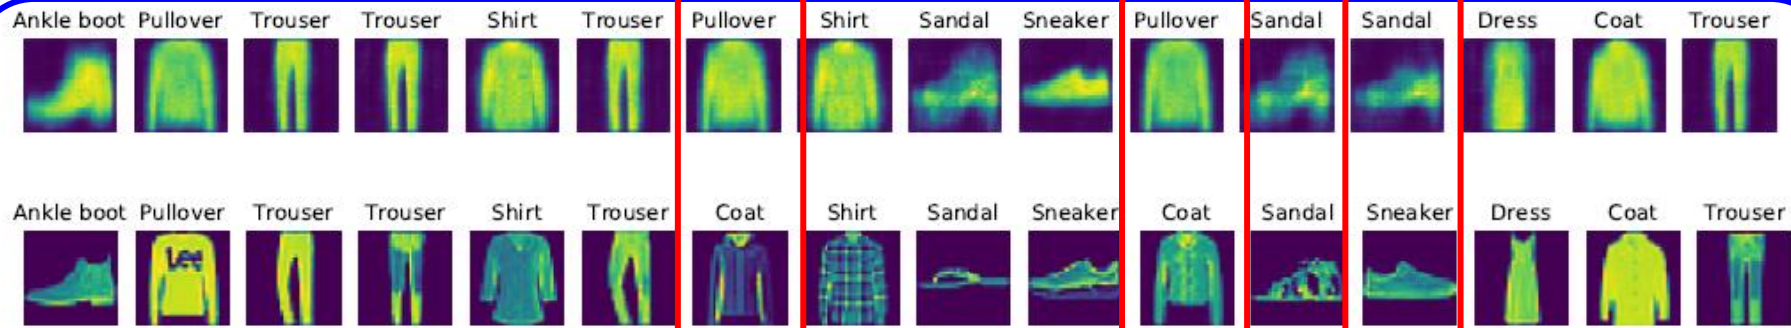 Ankle boot Pullover Trouser Trouser Shirt Trouser Pullover Shirt Sandal Sneaker Pullover Sandal Sandal Dress Coat Trouser
Ankle boot Pullover Trouser Trouser Shirt Trouser Coat Shirt Sandal Sneaker Coat Sandal Sneaker Dress Coat Trouser
Lee